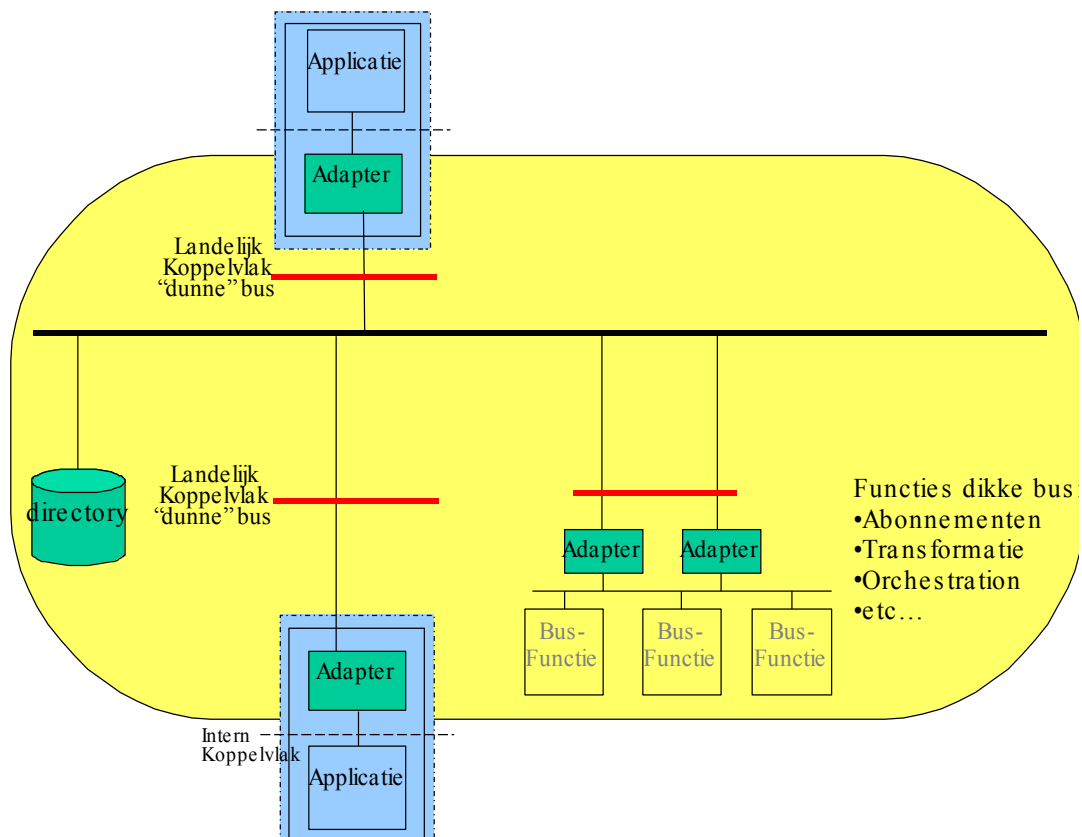 Applicatie
Adapter
Landelijk
Koppelvlak
“dunne” bus
directory
Landelijk
Koppelvlak
“dunne” bus
Adapter
Adapter
Bus-
Functie
Bus-
Functie
Bus-
Functie
Functies dikke bus:
•Abonnementen
•Transformatie
•Orchestration
•etc…
Adapter
Intern
Koppelvlak
Applicatie